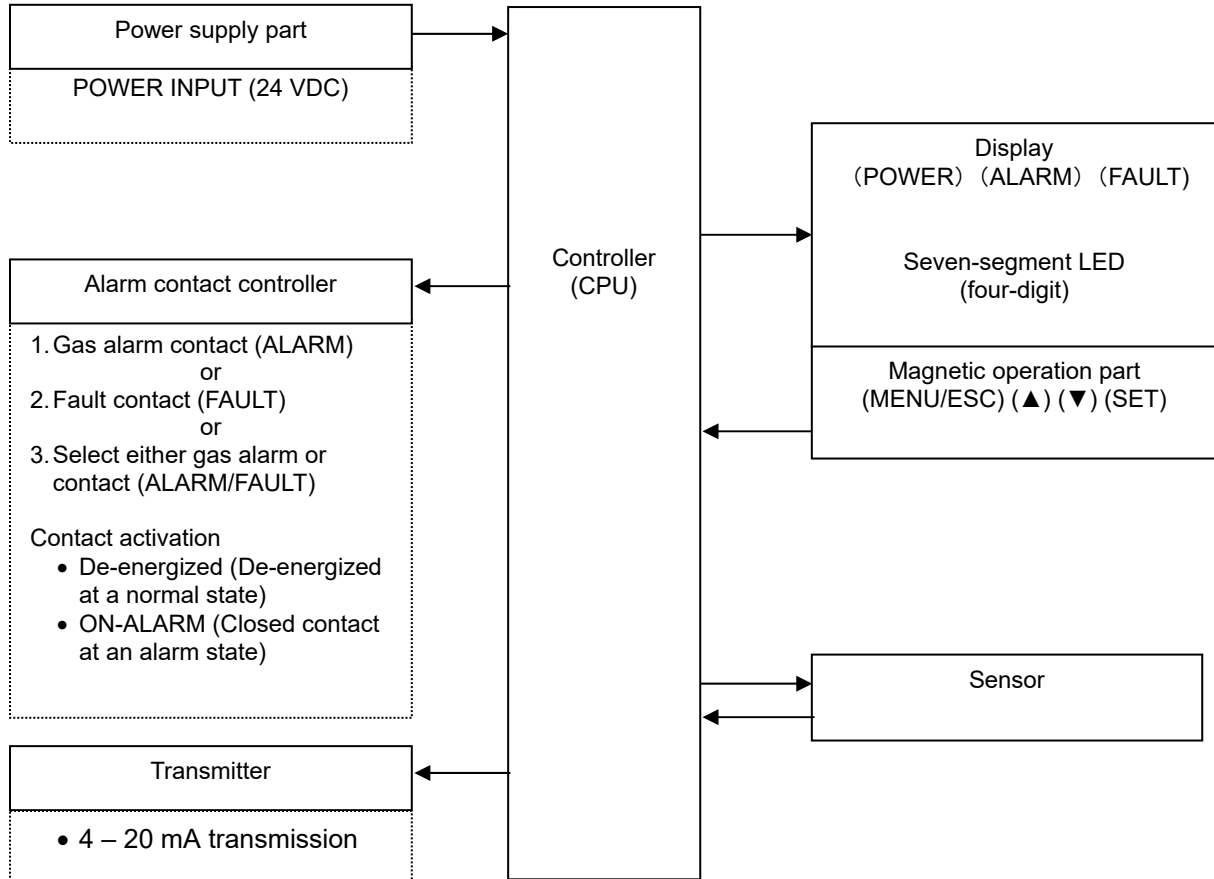 Power supply part
POWER INPUT (24 VDC)
Alarm contact controller
1. Gas alarm contact (ALARM)
or
2. Fault contact (FAULT)
or
3. Select either gas alarm or
contact (ALARM/FAULT)
Contact activation
• De-energized (De-energized
at a normal state)
• ON-ALARM (Closed contact
at an alarm state)
Transmitter
• 4 – 20 mA transmission
Controller
(CPU)
Display
（POWER）（ALARM）（FAULT）
Seven-segment LED
(four-digit)
Magnetic operation part
(MENU/ESC) (▲) (▼) (SET)
Sensor